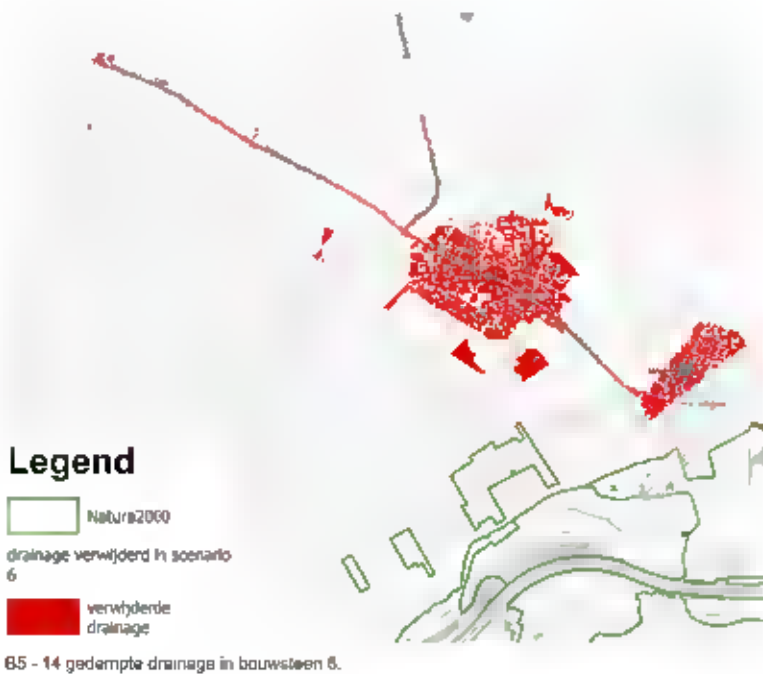 Legend
Natura2000
drainage verwijderd in scenario
6
verwijderde
drainage
B5 - 14 gedempte drainage in bouwsteen 6.